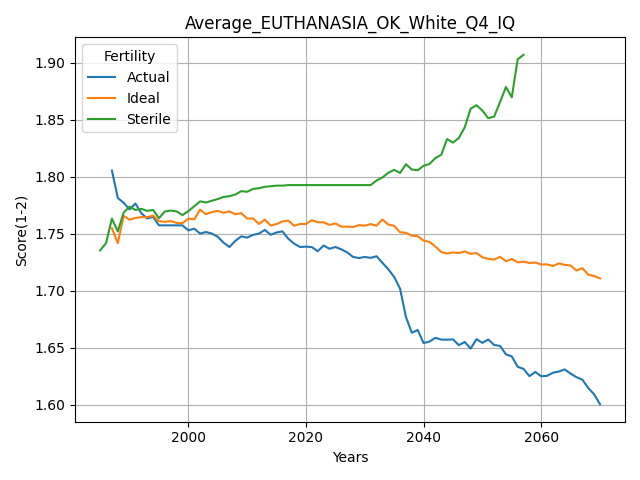 Average_EUTHANASIA_OK_White_Q4_IQ
Fertility
Actual
Ideal
Sterile
Score(1-2)
1.90
1.85
1.80
1.75
1.70
1.65
1.60
2000 2020 2040 2060
Years